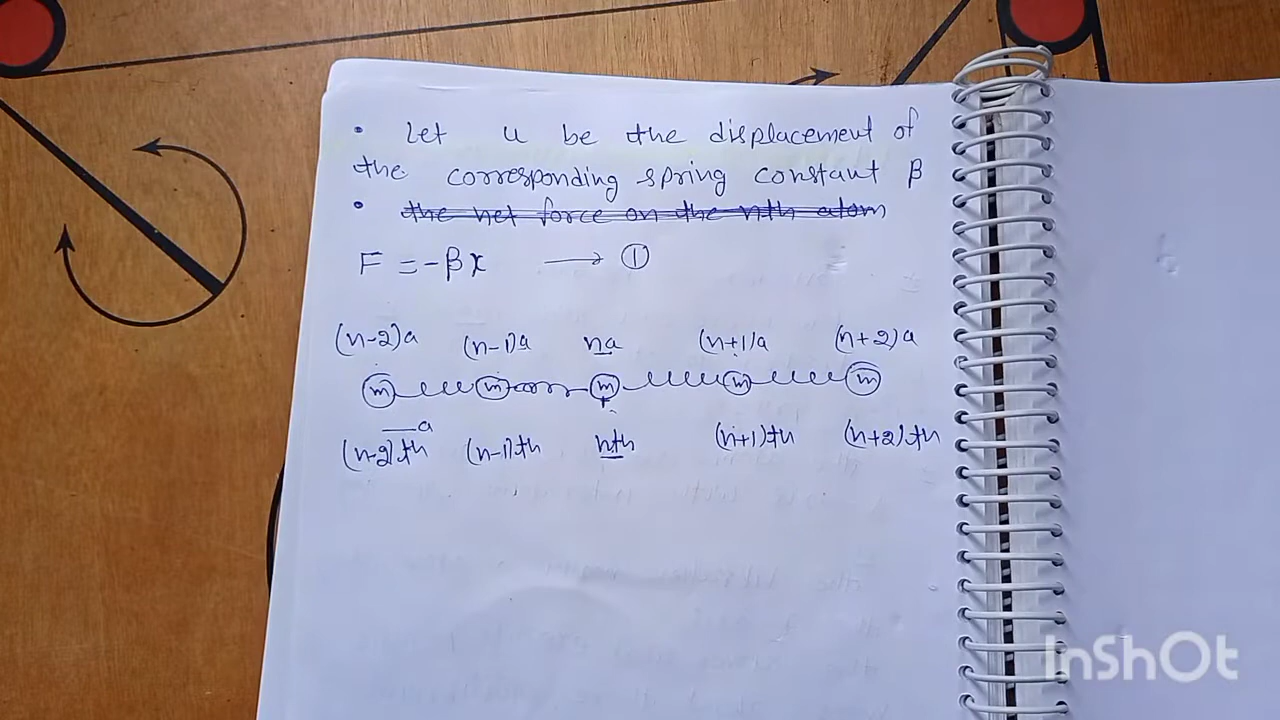 • Let u be the displacement of
the corresponding spring constant β
• the net force on the nth atom
F = -βx → ①
(n-2)a (n-1)a na (n+1)a (n+2)a
m m m m m
a
(n-2)th (n-1)th nth (n+1)th (n+2)th
InShOt